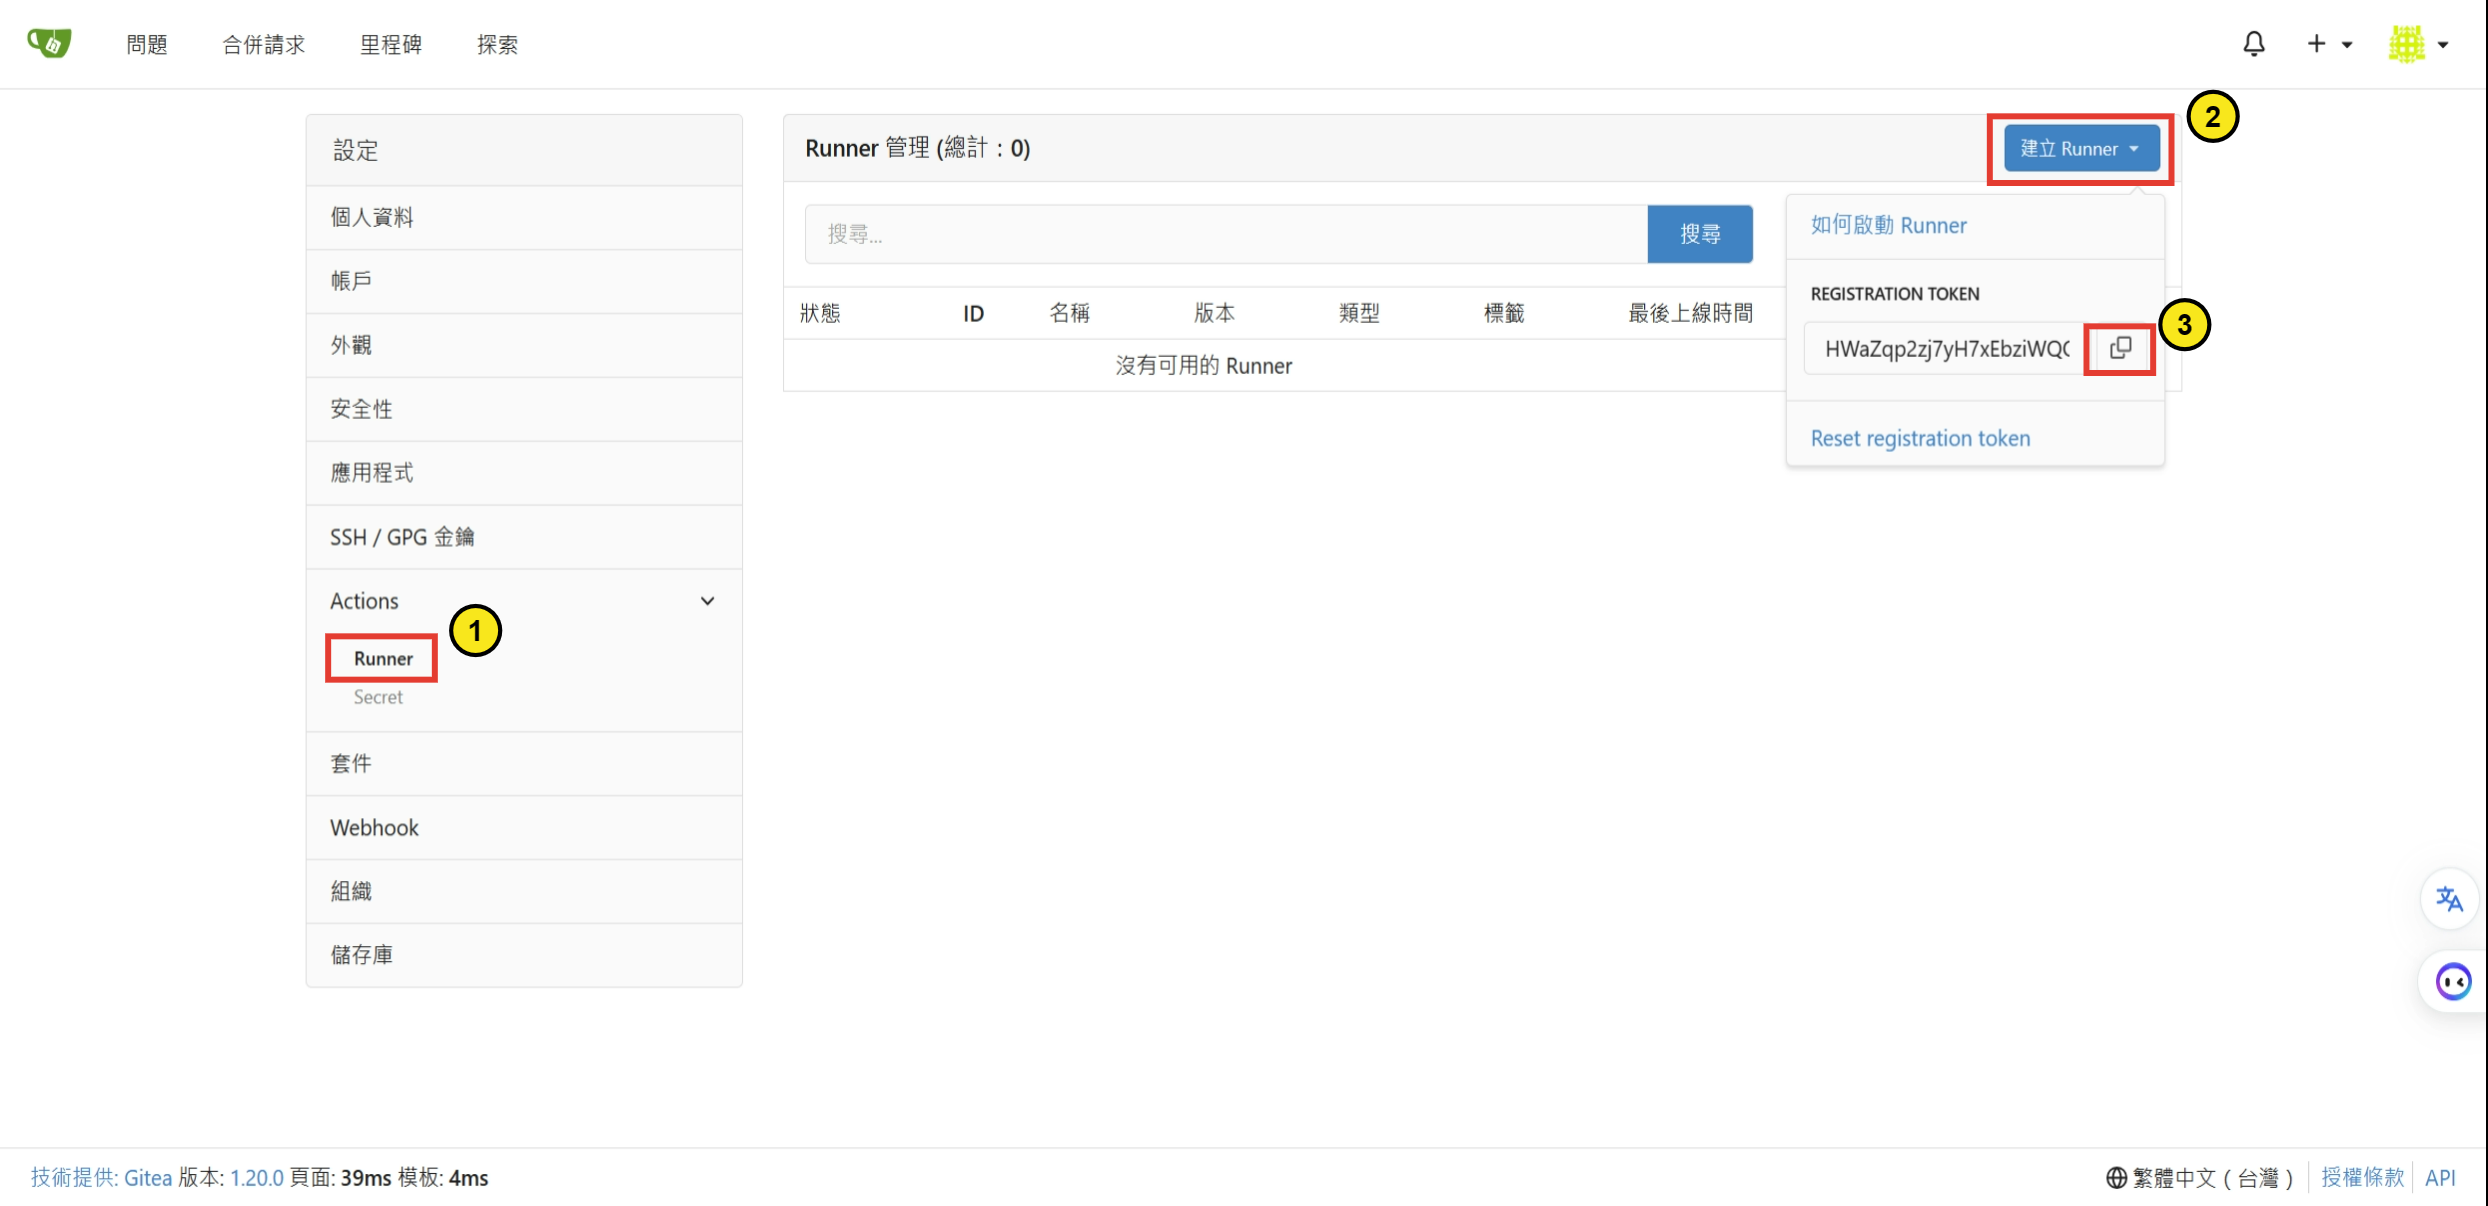 問題 合併請求 里程碑 探索
設定
個人資料
帳戶
外觀
安全性
應用程式
SSH / GPG 金鑰
Actions
1
Runner
Secret
套件
Webhook
組織
儲存庫
Runner 管理 (總計：0)
建立 Runner
2
搜尋... 搜尋
狀態 ID 名稱 版本 類型 標籤 最後上線時間
沒有可用的 Runner
如何啟動 Runner
REGISTRATION TOKEN
3
HWaZqp2zj7yH7xEbziWQ
Reset registration token
技術提供: Gitea 版本: 1.20.0 頁面: 39ms 模板: 4ms
繁體中文（台灣） 授權條款 API